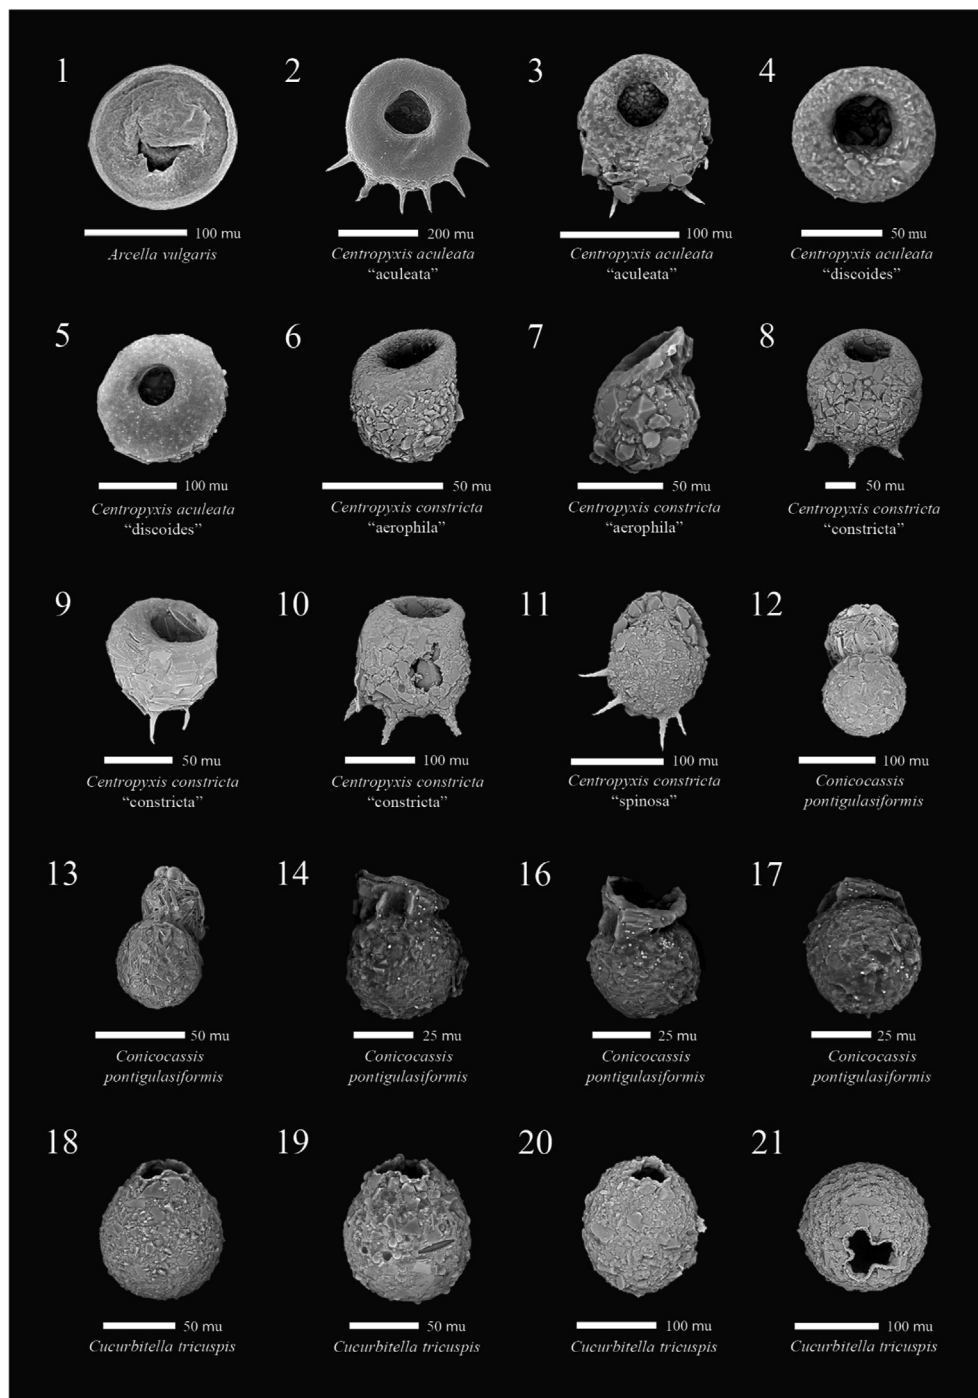 1
2
3
4
100 mu
200 mu
100 mu
50 mu
Arcella vulgaris
Centropyxis aculeata
“aculeata”
Centropyxis aculeata
“aculeata”
Centropyxis aculeata
“discoides”
5
6
7
8
100 mu
50 mu
50 mu
50 mu
Centropyxis aculeata
“discoides”
Centropyxis constricta
“aerophila”
Centropyxis constricta
“aerophila”
Centropyxis constricta
“constricta”
9
10
11
12
50 mu
100 mu
100 mu
100 mu
Centropyxis constricta
“constricta”
Centropyxis constricta
“constricta”
Centropyxis constricta
“spinosa”
Conicocassis
pontigulasiformis
13
14
16
17
50 mu
25 mu
25 mu
25 mu
Conicocassis
pontigulasiformis
Conicocassis
pontigulasiformis
Conicocassis
pontigulasiformis
Conicocassis
pontigulasiformis
18
19
20
21
50 mu
50 mu
100 mu
100 mu
Cucurbitella tricuspis
Cucurbitella tricuspis
Cucurbitella tricuspis
Cucurbitella tricuspis